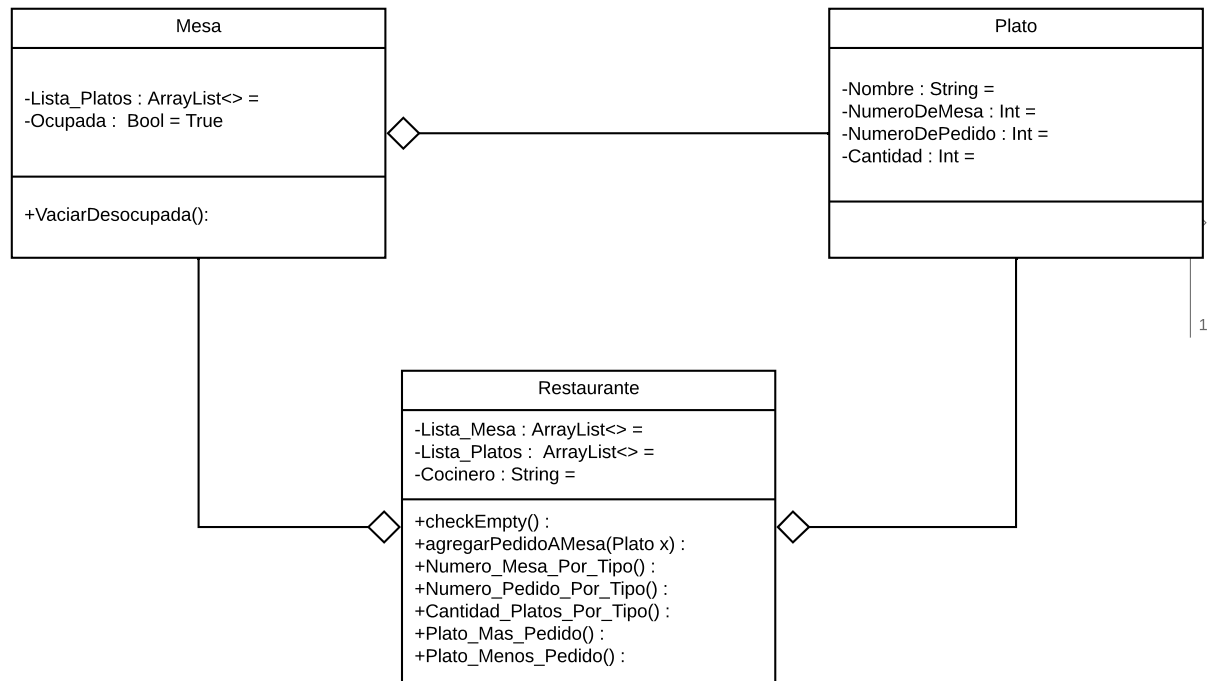 Mesa
-Lista_Platos : ArrayList<> =
-Ocupada :  Bool = True
+VaciarDesocupada():
Plato
-Nombre : String =
-NumeroDeMesa : Int =
-NumeroDePedido : Int =
-Cantidad : Int =
1
Restaurante
-Lista_Mesa : ArrayList<> =
-Lista_Platos :  ArrayList<> =
-Cocinero : String =
+checkEmpty() :
+agregarPedidoAMesa(Plato x) :
+Numero_Mesa_Por_Tipo() :
+Numero_Pedido_Por_Tipo() :
+Cantidad_Platos_Por_Tipo() :
+Plato_Mas_Pedido() :
+Plato_Menos_Pedido() :